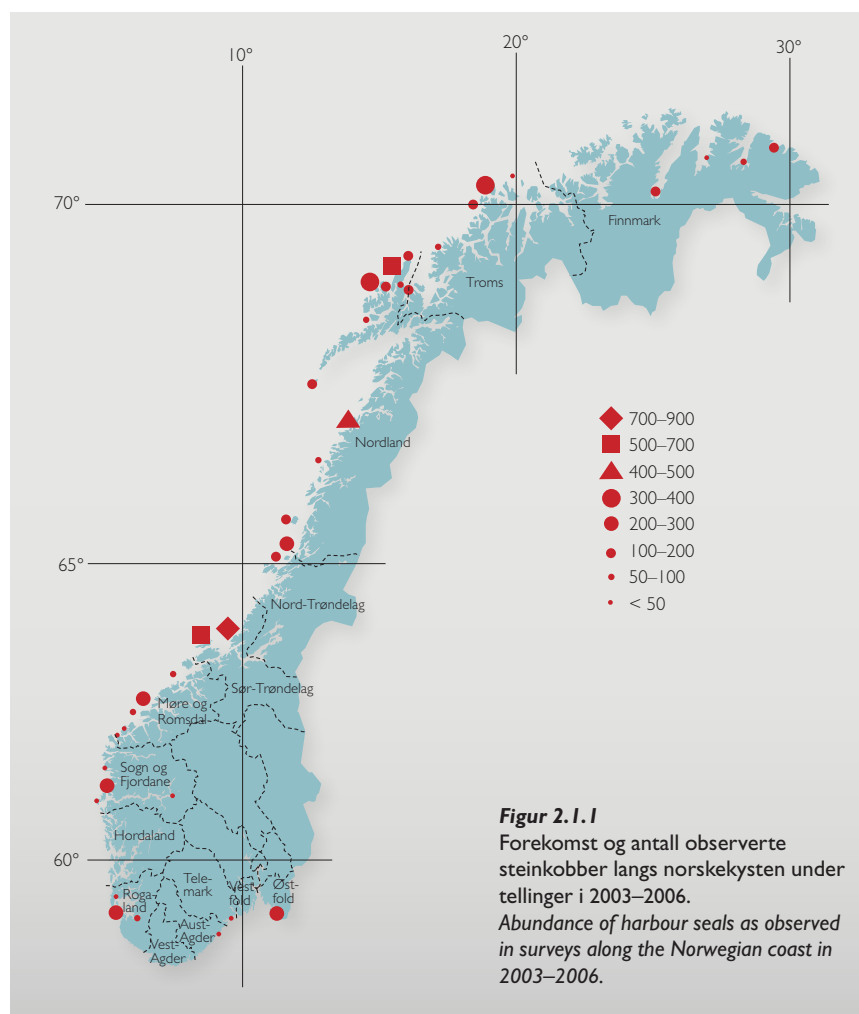 10°
20°
30°
70°
Finnmark
Troms
Nordland
700–900
500–700
400–500
300–400
200–300
100–200
50–100
< 50
65°
Nord-Trøndelag
Sør-Trøndelag
Møre og
Romsdal
Sogn og
Fjordane
Hordaland
60°
Tele-
mark
Vest-
fold
Øst-
fold
Roga-
land
Aust-
Agder
Vest-
Agder
Figur 2.1.1
Forekomst og antall observerte
steinkobber langs norskekysten under
tellinger i 2003–2006.
Abundance of harbour seals as observed
in surveys along the Norwegian coast in
2003–2006.